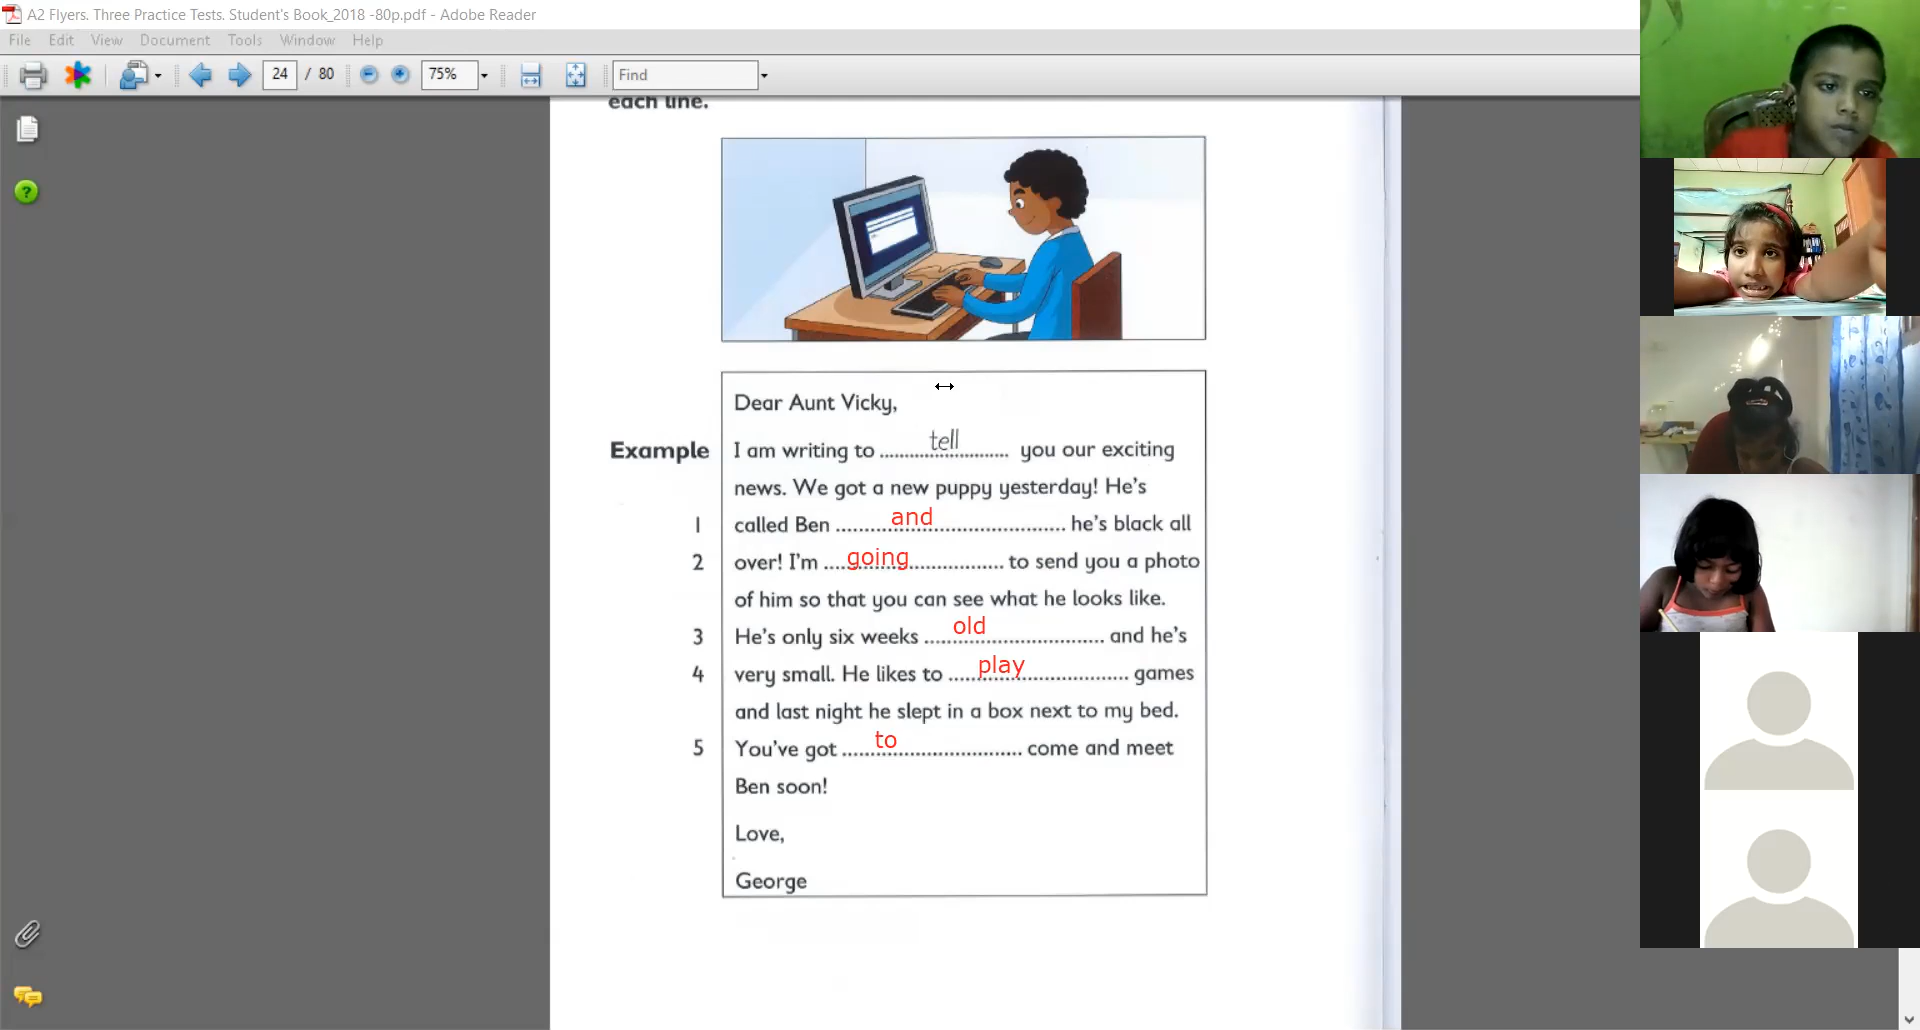 A2 Flyers. Three Practice Tests. Student's Book_2018 -80p.pdf - Adobe Reader
File Edit View Document Tools Window Help
24 / 80 75% Find
each line.
Dear Aunt Vicky,
Example I am writing to tell you our exciting
news. We got a new puppy yesterday! He's
1 called Ben and he's black all
2 over! I'm going to send you a photo
of him so that you can see what he looks like.
3 He's only six weeks old and he's
4 very small. He likes to play games
and last night he slept in a box next to my bed.
5 You've got to come and meet
Ben soon!
Love,
George